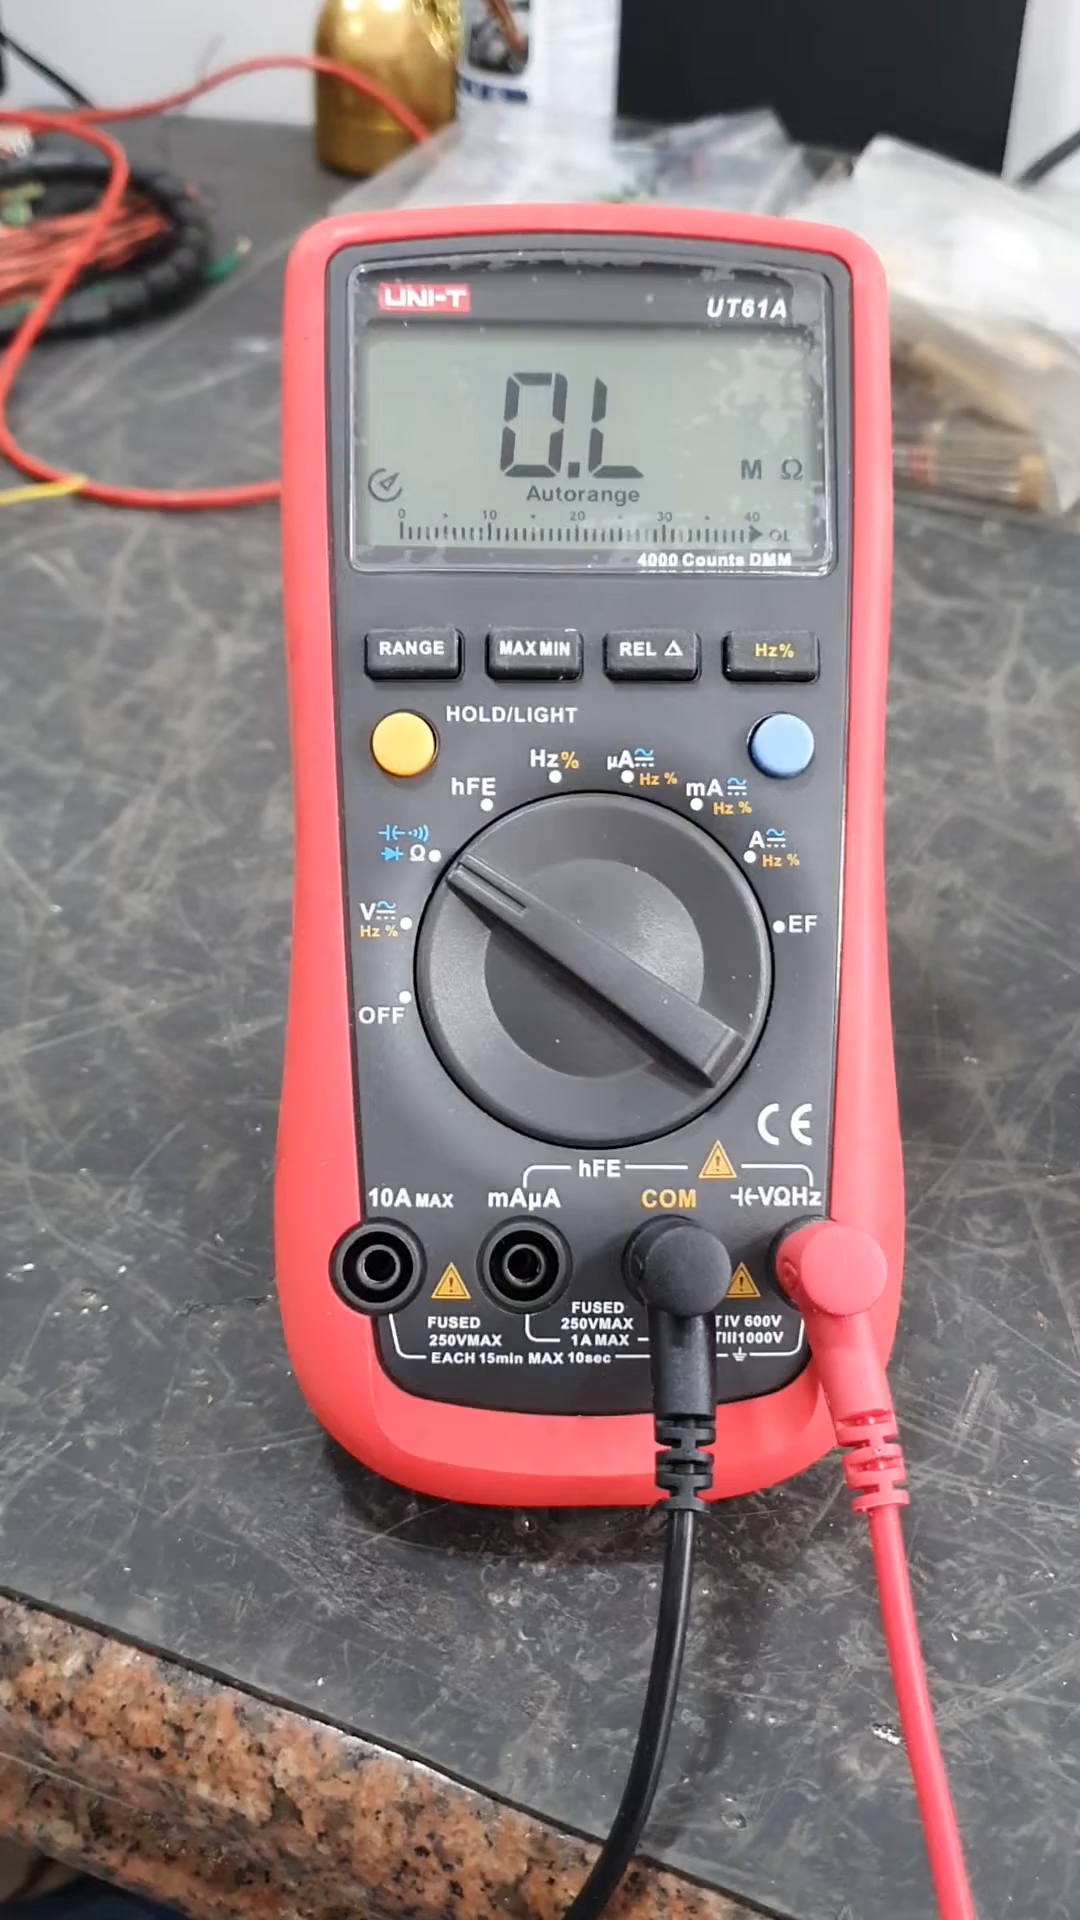 UNI-T
UT61A
0.L
M Ω
Autorange
0 10 20 30 40 OL
4000 Counts DMM
RANGE MAX MIN REL Δ Hz%
HOLD/LIGHT
hFE
Hz%
µA
Hz %
mA
Hz %
A
Hz %
EF
Ω
V
Hz %
OFF
CE
hFE
10A MAX mAµA COM VΩHz
FUSED
250VMAX
FUSED
250VMAX
1A MAX
EACH 15min MAX 10sec
IV 600V
III1000V